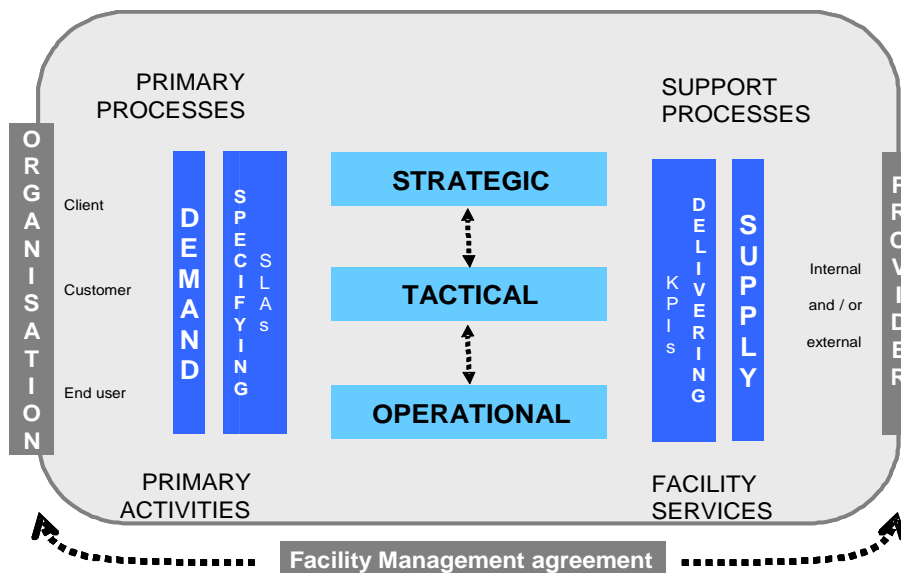 PRIMARY
PROCESSES
SUPPORT
PROCESSES
ORGANISATION
Client
Customer
End user
DEMAND
SPECIFYING
SLAs
STRATEGIC
TACTICAL
OPERATIONAL
KPIs
DELIVERING
SUPPLY
Internal
and / or
external
PROVIDER
PRIMARY
ACTIVITIES
FACILITY
SERVICES
Facility Management agreement